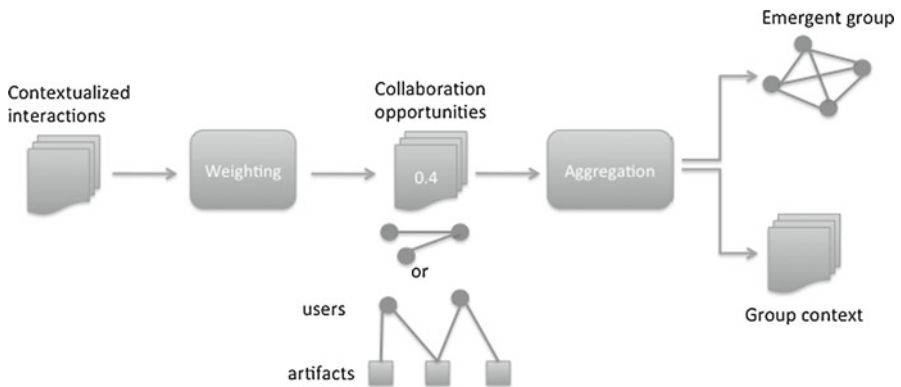 Emergent group
Contextualized
interactions
Collaboration
opportunities
Weighting
0.4
Aggregation
or
users
Group context
artifacts